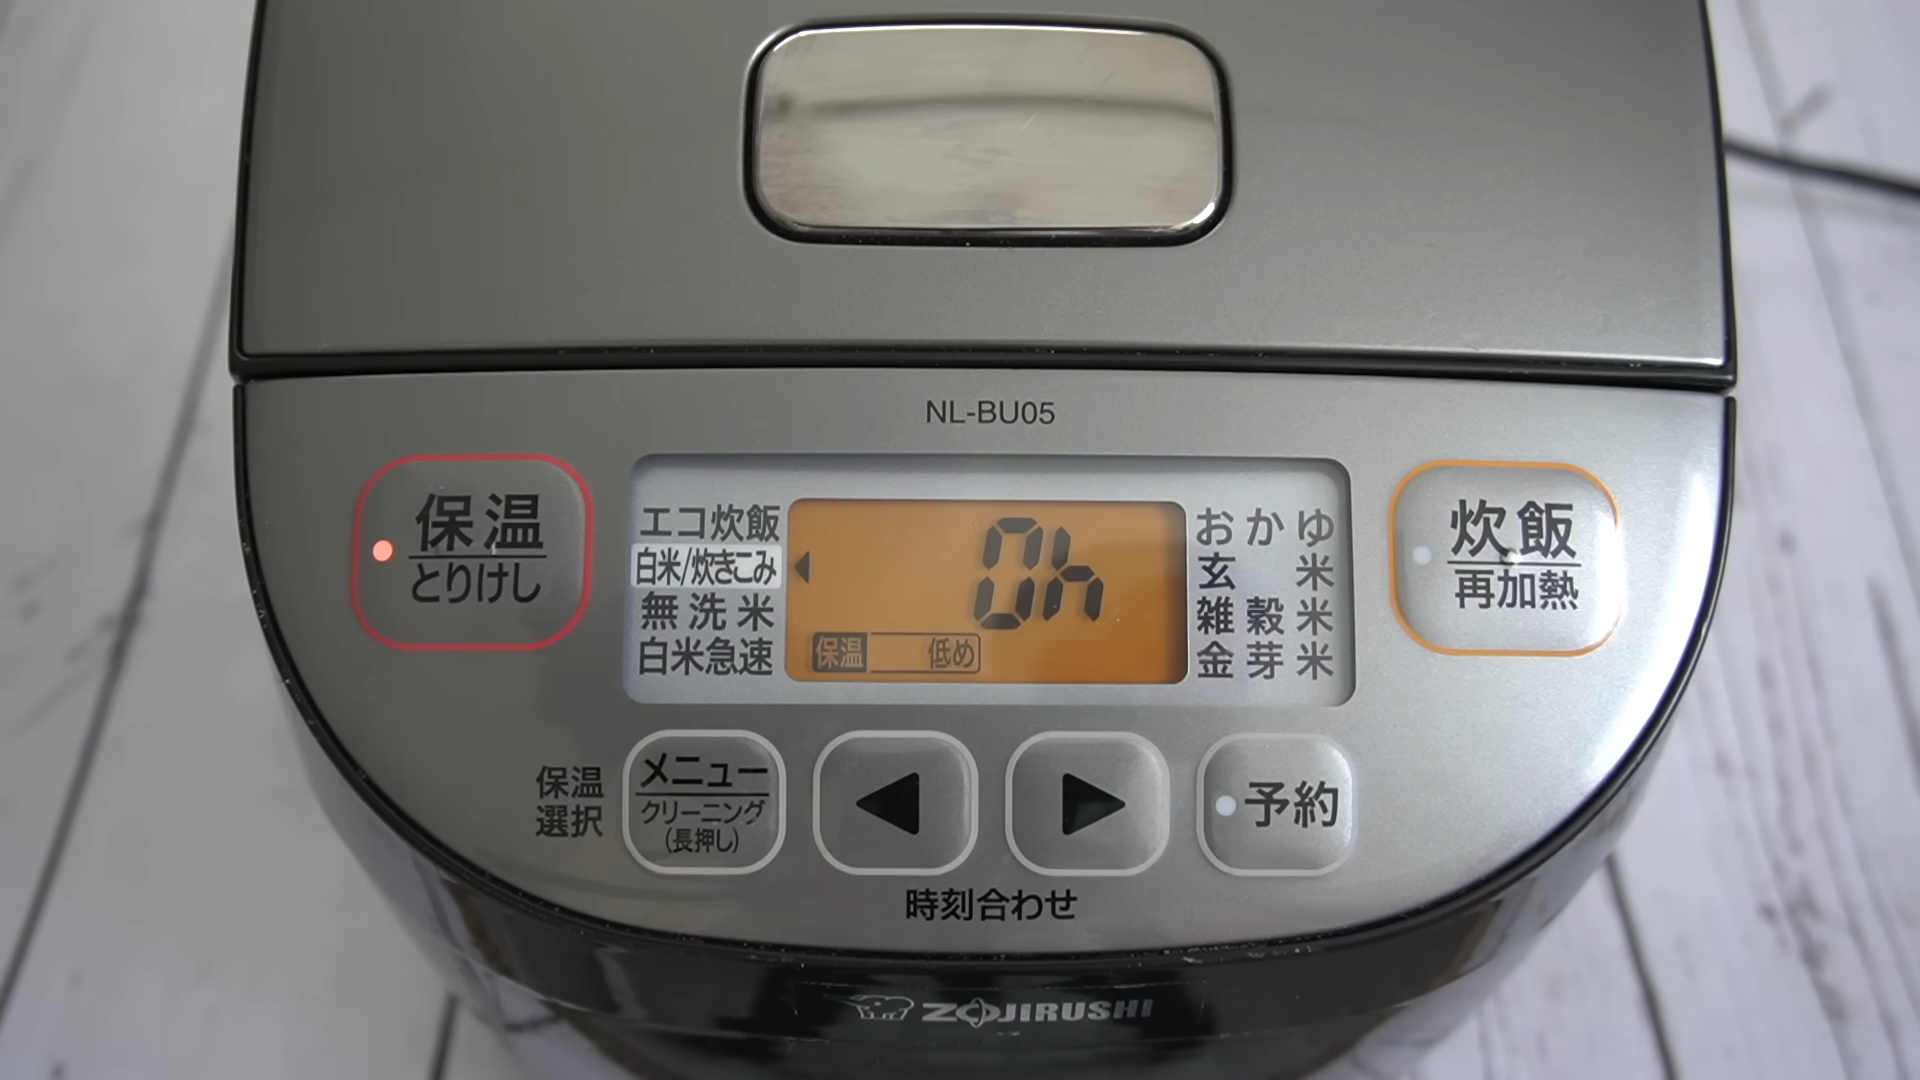 NL-BU05
保温
とりけし
エコ炊飯
白米/炊きこみ
無洗米
白米急速
0h
保温 低め
おかゆ
玄米
雑穀米
金芽米
炊飯
再加熱
保温
選択
メニュー
クリーニング
(長押し)
予約
時刻合わせ
ZOJIRUSHI